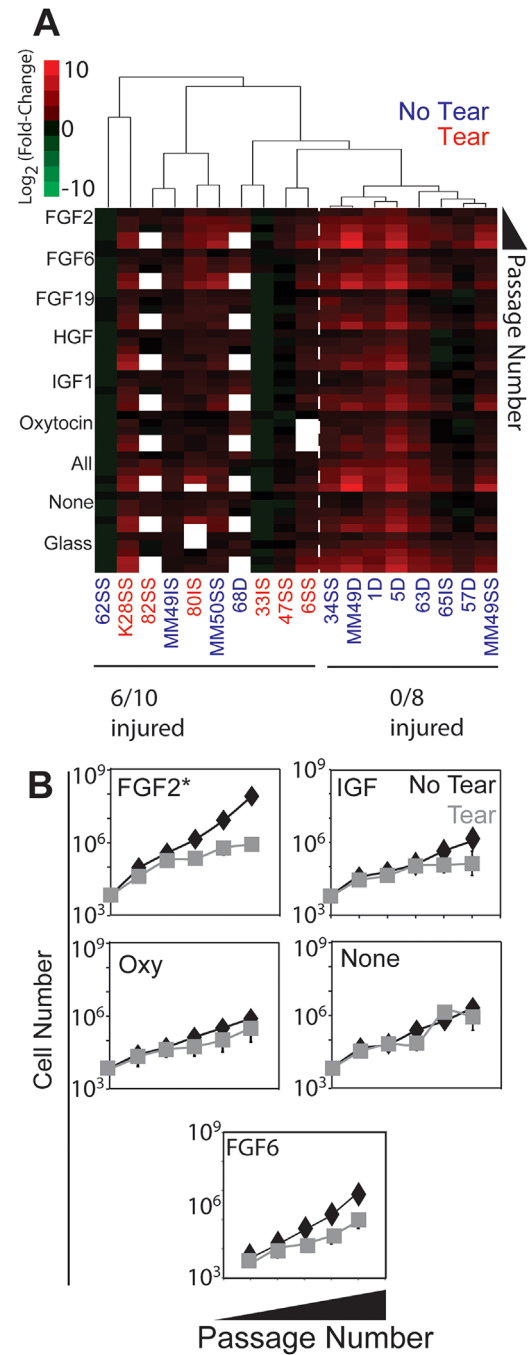 A
Log2 (Fold-Change)
10
0
-10
No Tear
Tear
FGF2
FGF6
FGF19
HGF
IGF1
Oxytocin
All
None
Glass
Passage Number
62SS
K28SS
82SS
MM49IS
80IS
MM50SS
68D
33IS
47SS
6SS
34SS
MM49D
1D
5D
63D
65IS
57D
MM49SS
6/10
injured
0/8
injured
B
Cell Number
10^9
10^6
10^3
FGF2*
10^9
10^6
10^3
IGF
No Tear
Tear
10^9
10^6
10^3
Oxy
10^9
10^6
10^3
None
10^9
10^6
10^3
FGF6
Passage Number